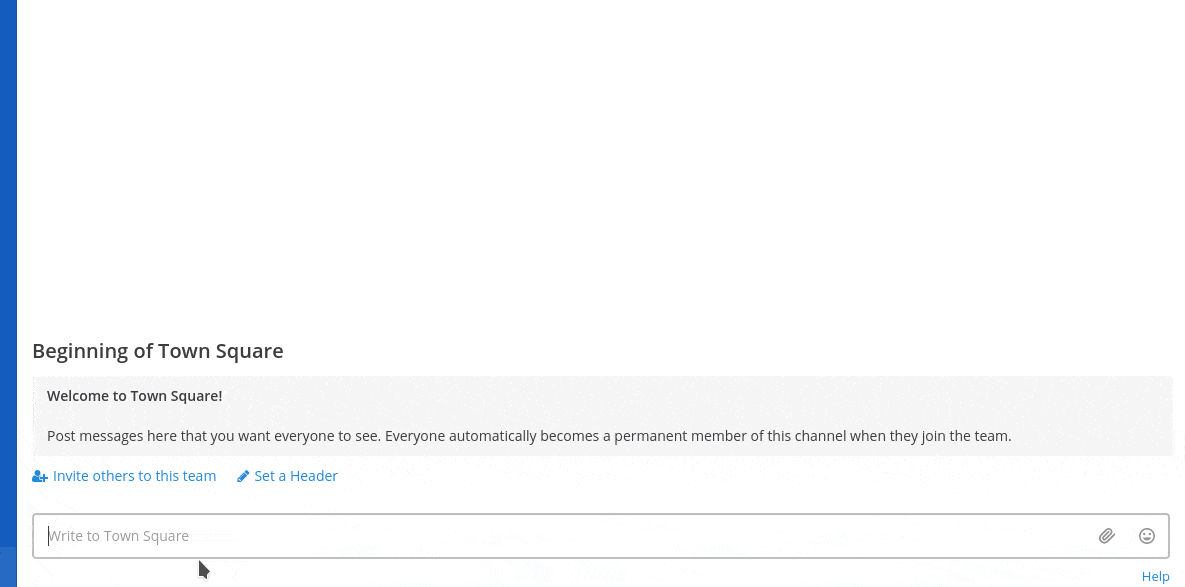 Beginning of Town Square
Welcome to Town Square!
Post messages here that you want everyone to see. Everyone automatically becomes a permanent member of this channel when they join the team.
Invite others to this team Set a Header
Write to Town Square
Help